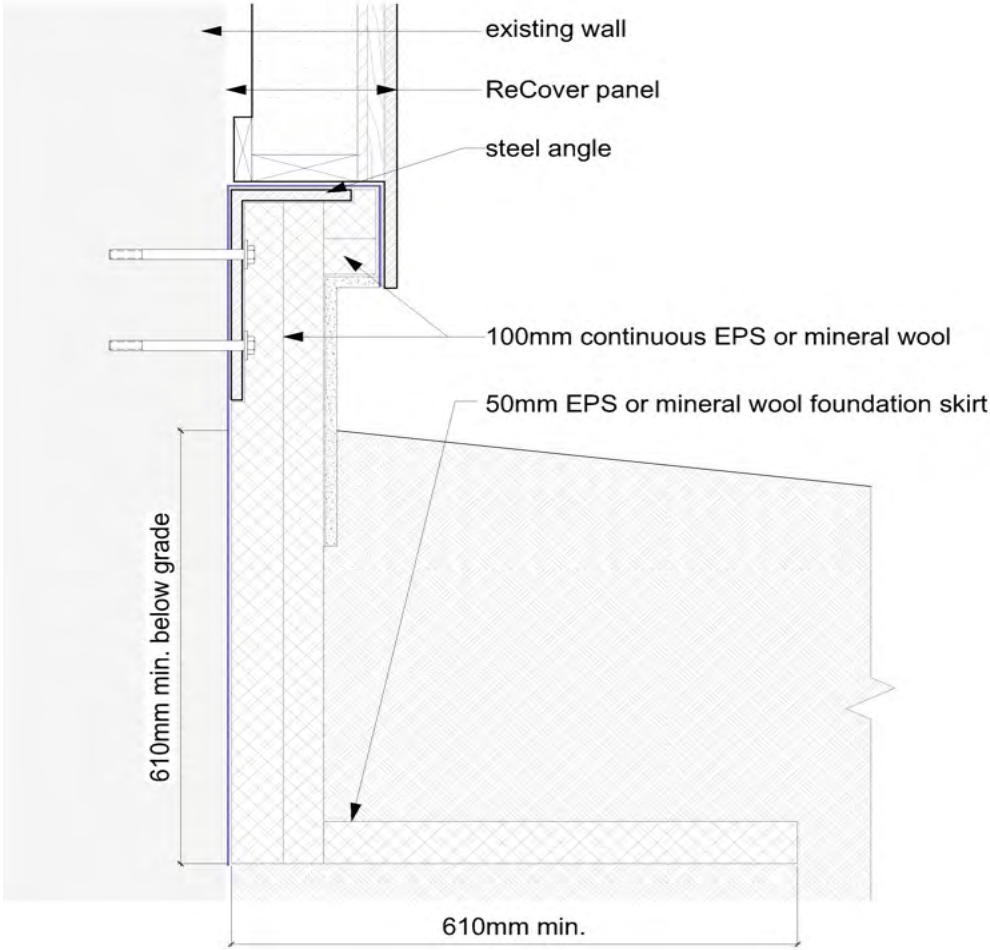 existing wall
ReCover panel
steel angle
100mm continuous EPS or mineral wool
50mm EPS or mineral wool foundation skirt
610mm min. below grade
610mm min.